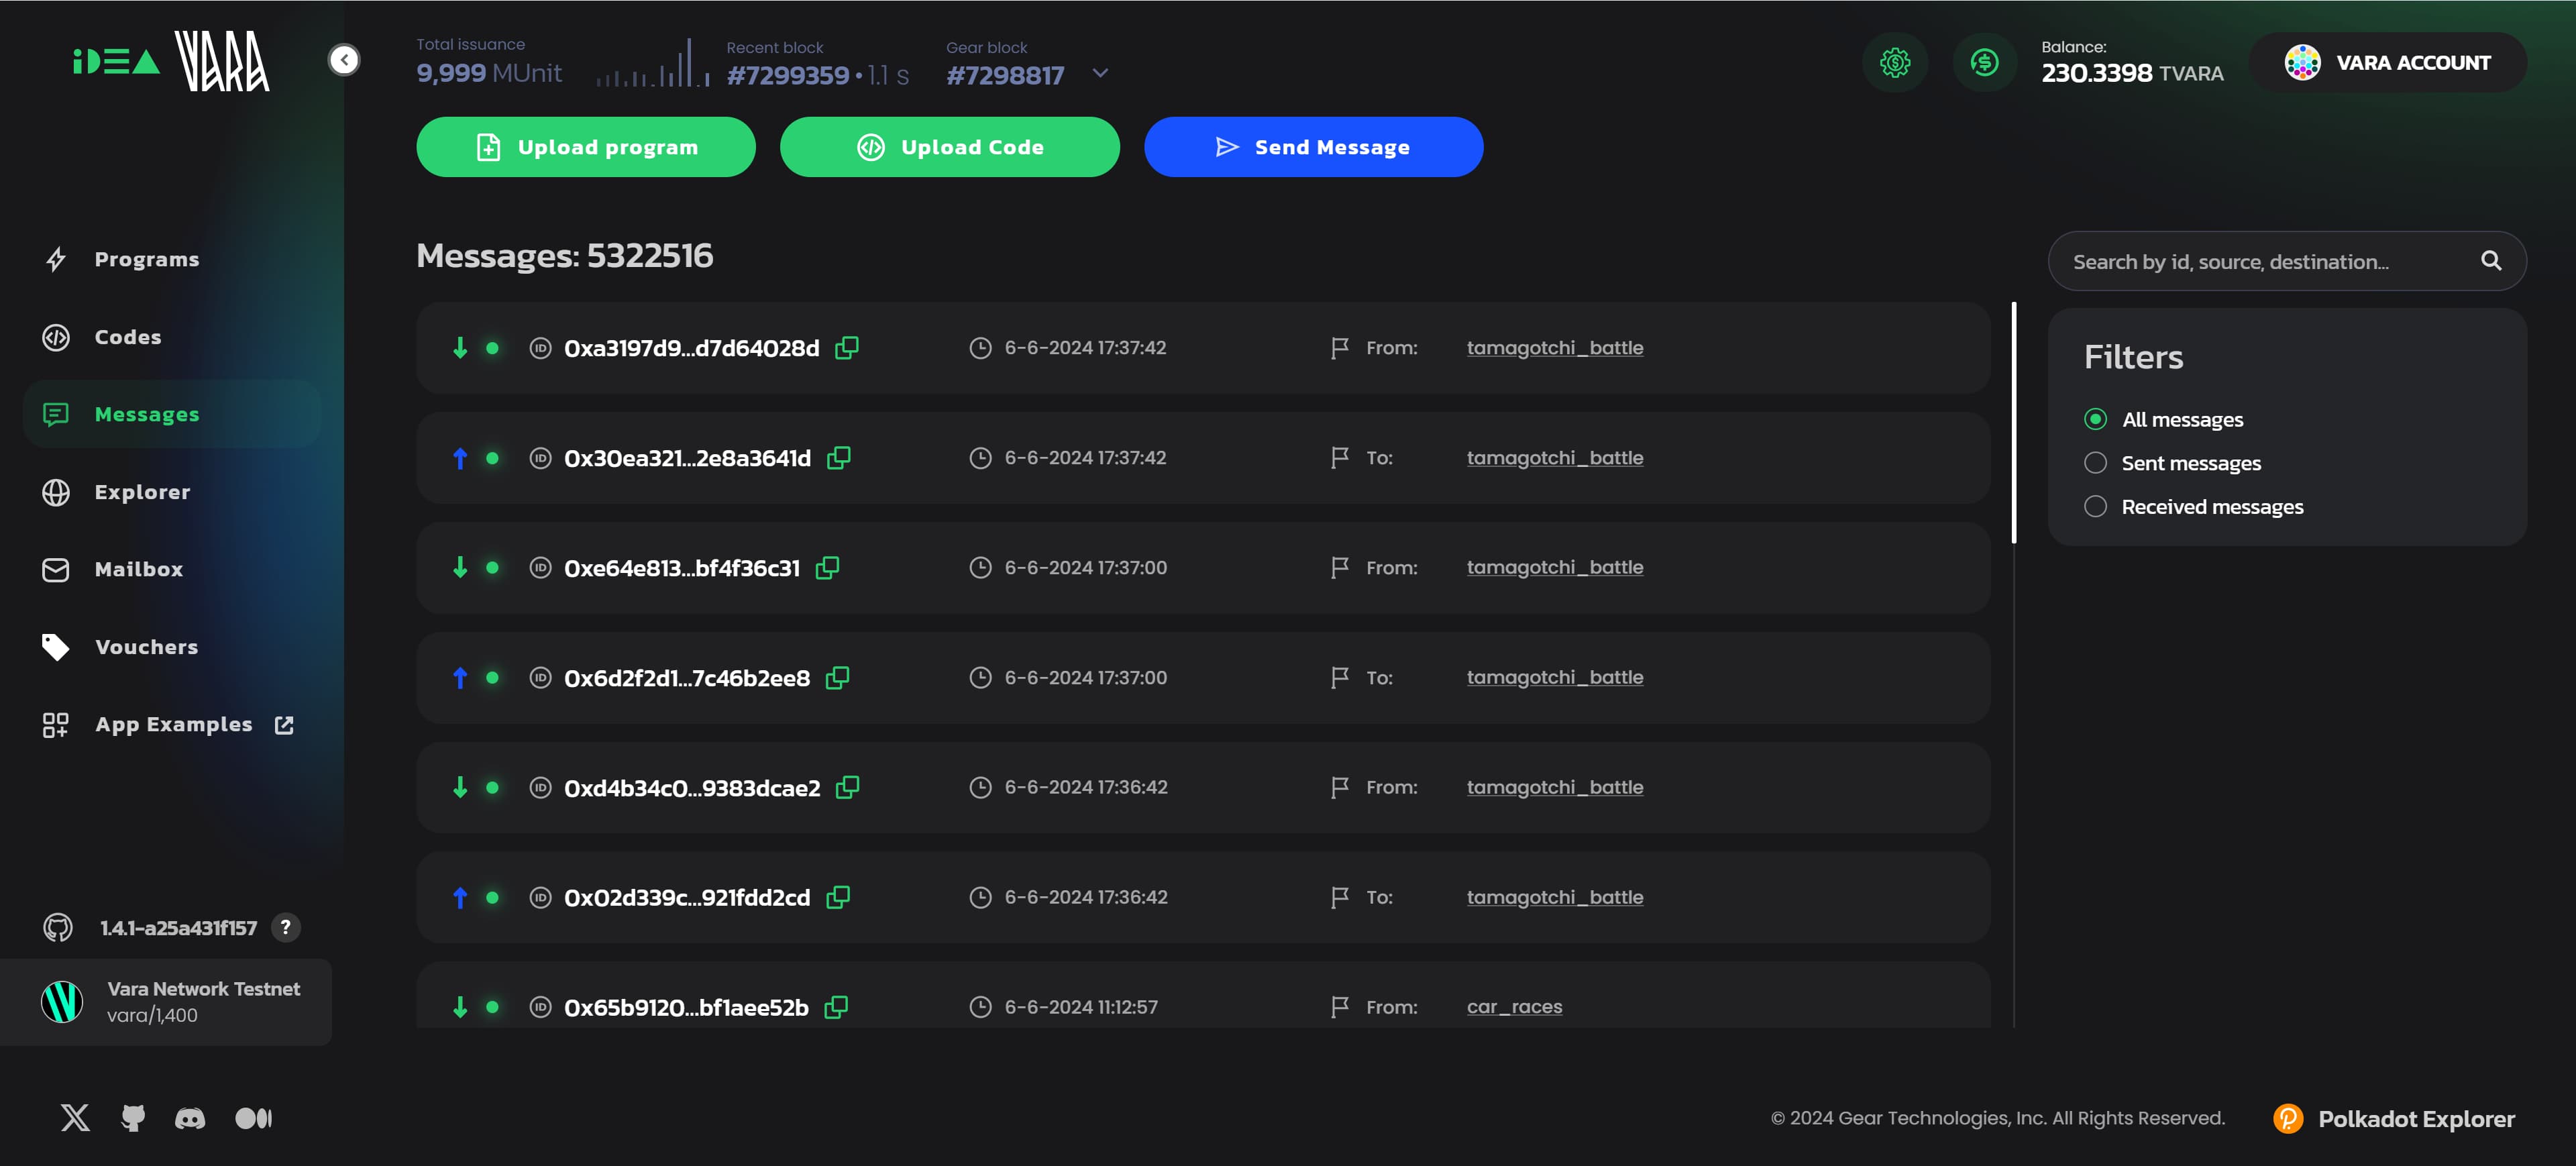 iDEA VARA
Total issuance
9,999 MUnit
Recent block
#7299359 • 1.1 s
Gear block
#7298817
Balance:
230.3398 TVARA
VARA ACCOUNT
Upload program
Upload Code
Send Message
Programs
Codes
Messages
Explorer
Mailbox
Vouchers
App Examples
1.4.1-a25a431f157 ?
Vara Network Testnet
vara/1,400
Messages: 5322516
ID 0xa3197d9...d7d64028d 6-6-2024 17:37:42 From: tamagotchi_battle
ID 0x30ea321...2e8a3641d 6-6-2024 17:37:42 To: tamagotchi_battle
ID 0xe64e813...bf4f36c31 6-6-2024 17:37:00 From: tamagotchi_battle
ID 0x6d2f2d1...7c46b2ee8 6-6-2024 17:37:00 To: tamagotchi_battle
ID 0xd4b34c0...9383dcae2 6-6-2024 17:36:42 From: tamagotchi_battle
ID 0x02d339c...921fdd2cd 6-6-2024 17:36:42 To: tamagotchi_battle
ID 0x65b9120...bf1aee52b 6-6-2024 11:12:57 From: car_races
Search by id, source, destination...
Filters
All messages
Sent messages
Received messages
© 2024 Gear Technologies, Inc. All Rights Reserved.
Polkadot Explorer